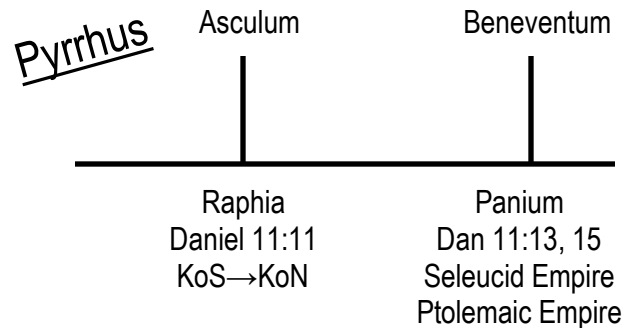 Pyrrhus
Asculum
Beneventum
Raphia
Daniel 11:11
KoS→KoN
Panium
Dan 11:13, 15
Seleucid Empire
Ptolemaic Empire